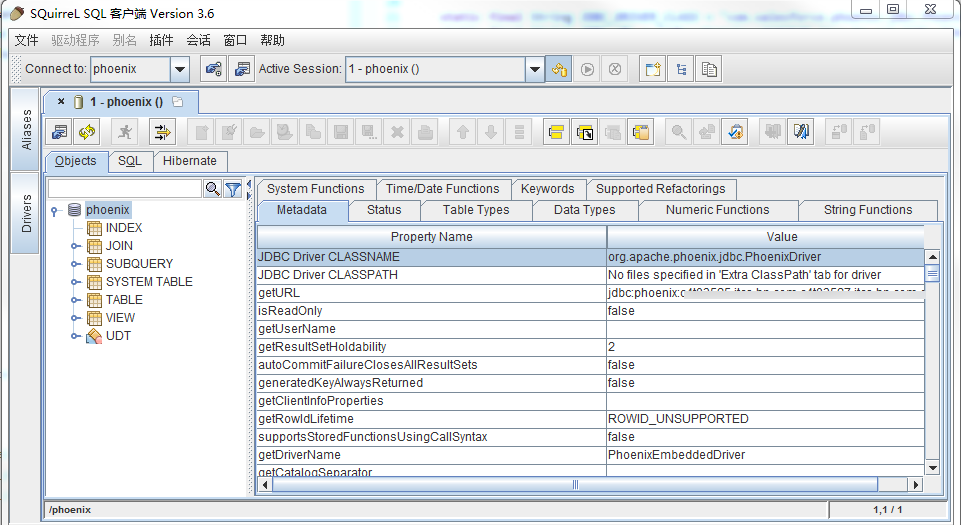 SQuirreL SQL 客户端 Version 3.6
文件 驱动程序 别名 插件 会话 窗口 帮助
Connect to: phoenix Active Session: 1 - phoenix ()
1 - phoenix ()
Aliases
Drivers
Objects SQL Hibernate
System Functions Time/Date Functions Keywords Supported Refactorings
Metadata Status Table Types Data Types Numeric Functions String Functions
phoenix
INDEX
JOIN
SUBQUERY
SYSTEM TABLE
TABLE
VIEW
UDT
Property Name Value
JDBC Driver CLASSNAME org.apache.phoenix.jdbc.PhoenixDriver
JDBC Driver CLASSPATH No files specified in 'Extra ClassPath' tab for driver
getURL jdbc:phoenix:
isReadOnly false
getUserName
getResultSetHoldability 2
autoCommitFailureClosesAllResultSets false
generatedKeyAlwaysReturned false
getClientInfoProperties
getRowIdLifetime ROWID_UNSUPPORTED
supportsStoredFunctionsUsingCallSyntax false
getDriverName PhoenixEmbeddedDriver
getCatalogSeparator
/phoenix 1,1 / 1